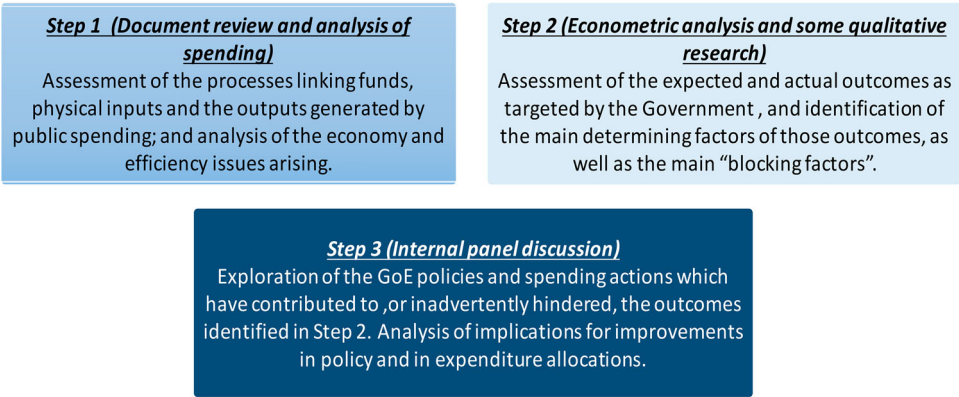 Step 1  (Document review and analysis of
spending)
Assessment of the processes linking funds,
physical inputs and the outputs generated by
public spending; and analysis of the economy and
efficiency issues arising.
Step 2 (Econometric analysis and some qualitative
research)
Assessment of the expected and actual outcomes as
targeted by the Government , and identification of
the main determining factors of those outcomes, as
well as the main “blocking factors”.
Step 3 (Internal panel discussion)
Exploration of the GoE policies and spending actions which
have contributed to ,or inadvertently hindered, the outcomes
identified in Step 2. Analysis of implications for improvements
in policy and in expenditure allocations.